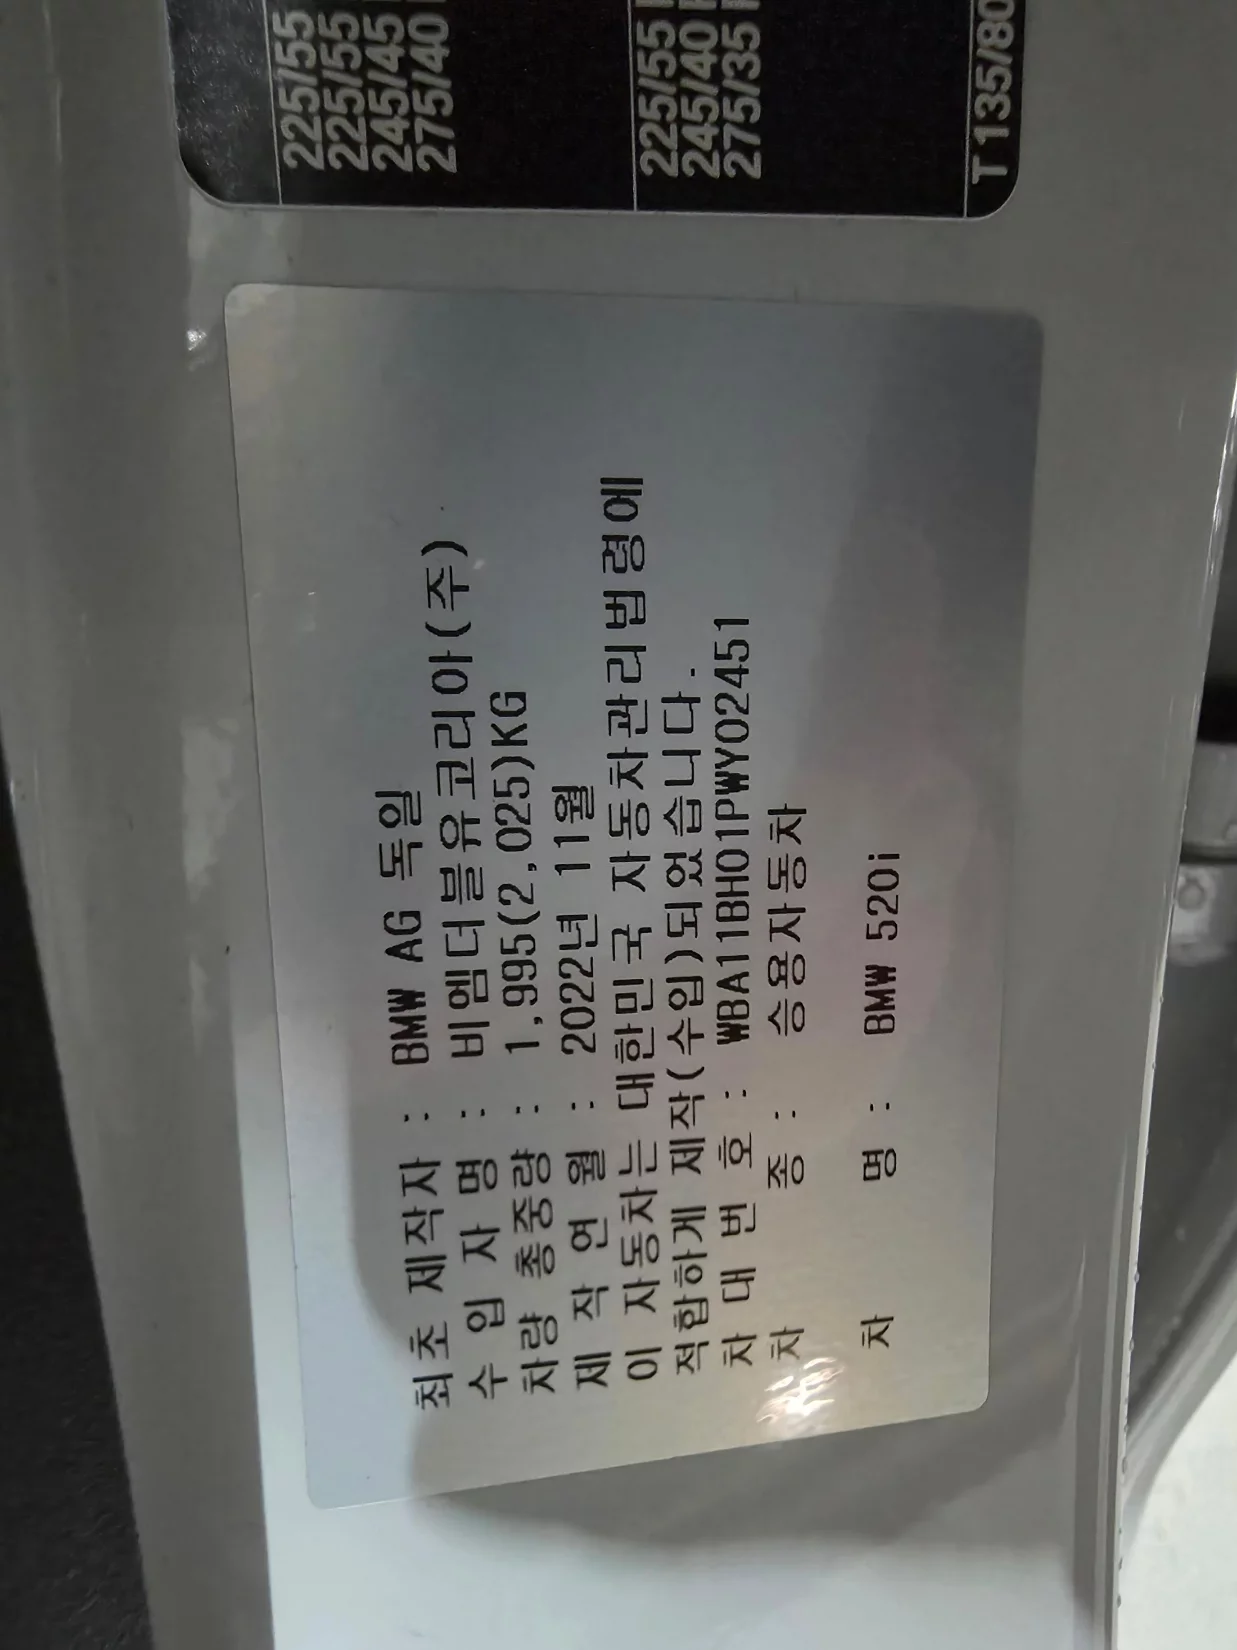 최초 제작자 : BMW AG 독일
수 입 자 명 : 비엠더블유코리아(주)
차량 총중량 : 1,995(2,025)KG
제 작 연 월 : 2022년 11월
이 자동차는 대한민국 자동차관리법령에
적합하게 제작(수입)되었습니다.
차 대 번 호 : WBA11BH01PWY02451
차 종 : 승용자동차
차 명 : BMW 520i
225/55
225/55
245/45
275/40
225/55
245/40
275/35
T 135/80